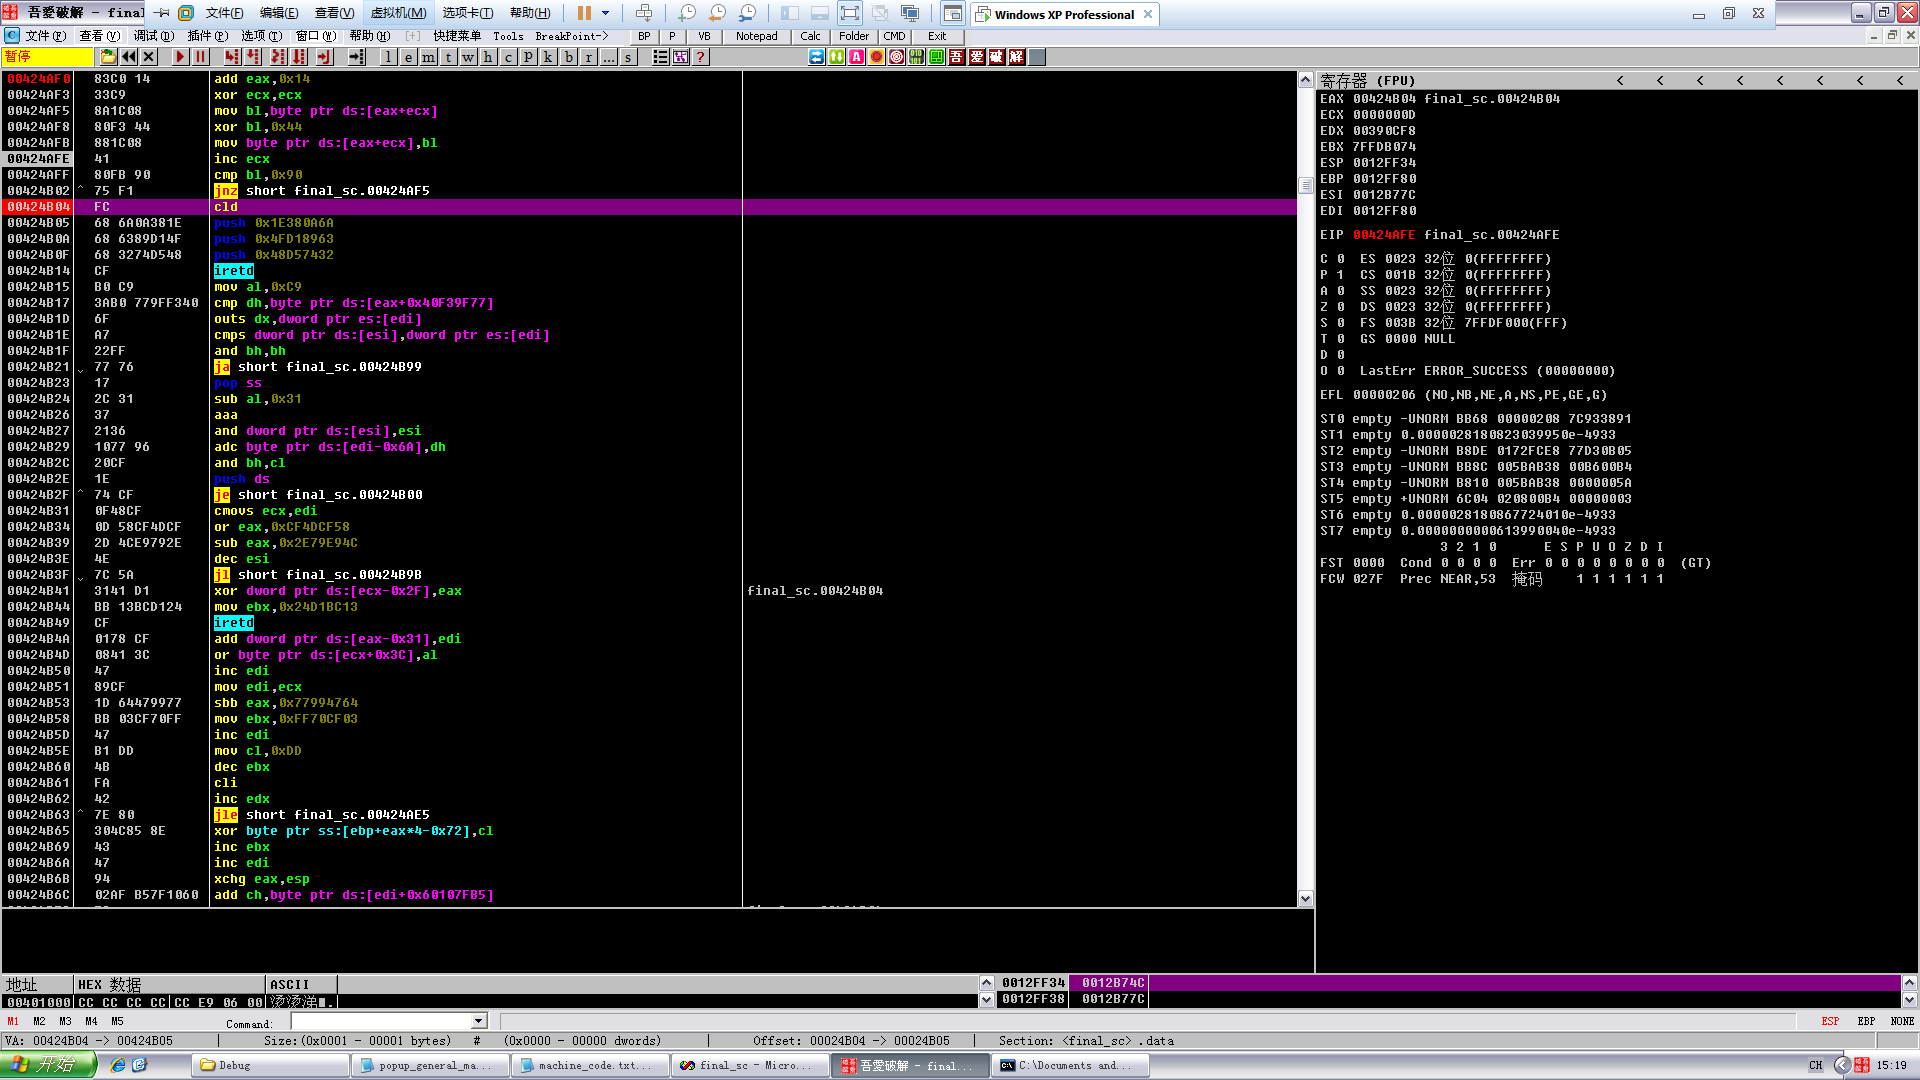 吾爱破解 - final
文件(F) 编辑(E) 查看(V) 虚拟机(M) 选项卡(T) 帮助(H)
Windows XP Professional
文件(F) 查看(V) 调试(D) 插件(P) 选项(T) 窗口(W) 帮助(H) [+] 快捷菜单 Tools BreakPoint-> BP P VB Notepad Calc Folder CMD Exit
暂停 l e m t w h c p k b r ... s ? 吾 爱 破 解
00424AF0 83C0 14 add eax,0x14
00424AF3 33C9 xor ecx,ecx
00424AF5 8A1C08 mov bl,byte ptr ds:[eax+ecx]
00424AF8 80F3 44 xor bl,0x44
00424AFB 881C08 mov byte ptr ds:[eax+ecx],bl
00424AFE 41 inc ecx
00424AFF 80FB 90 cmp bl,0x90
00424B02 ^ 75 F1 jnz short final_sc.00424AF5
00424B04 FC cld
00424B05 68 6A0A381E push 0x1E380A6A
00424B0A 68 6389D14F push 0x4FD18963
00424B0F 68 3274D548 push 0x48D57432
00424B14 CF iretd
00424B15 B0 C9 mov al,0xC9
00424B17 3AB0 779FF340 cmp dh,byte ptr ds:[eax+0x40F39F77]
00424B1D 6F outs dx,dword ptr es:[edi]
00424B1E A7 cmps dword ptr ds:[esi],dword ptr es:[edi]
00424B1F 22FF and bh,bh
00424B21 77 76 ja short final_sc.00424B99
00424B23 17 pop ss
00424B24 2C 31 sub al,0x31
00424B26 37 aaa
00424B27 2136 and dword ptr ds:[esi],esi
00424B29 1077 96 adc byte ptr ds:[edi-0x6A],dh
00424B2C 20CF and bh,cl
00424B2E 1E push ds
00424B2F ^ 74 CF je short final_sc.00424B00
00424B31 0F48CF cmovs ecx,edi
00424B34 0D 58CF4DCF or eax,0xCF4DCF58
00424B39 2D 4CE9792E sub eax,0x2E79E94C
00424B3E 4E dec esi
00424B3F 7C 5A jl short final_sc.00424B9B
00424B41 3141 D1 xor dword ptr ds:[ecx-0x2F],eax final_sc.00424B04
00424B44 BB 13BCD124 mov ebx,0x24D1BC13
00424B49 CF iretd
00424B4A 0178 CF add dword ptr ds:[eax-0x31],edi
00424B4D 0841 3C or byte ptr ds:[ecx+0x3C],al
00424B50 47 inc edi
00424B51 89CF mov edi,ecx
00424B53 1D 64479977 sbb eax,0x77994764
00424B58 BB 03CF70FF mov ebx,0xFF70CF03
00424B5D 47 inc edi
00424B5E B1 DD mov cl,0xDD
00424B60 4B dec ebx
00424B61 FA cli
00424B62 42 inc edx
00424B63 ^ 7E 80 jle short final_sc.00424AE5
00424B65 304C85 8E xor byte ptr ss:[ebp+eax*4-0x72],cl
00424B69 43 inc ebx
00424B6A 47 inc edi
00424B6B 94 xchg eax,esp
00424B6C 02AF B57F1060 add ch,byte ptr ds:[edi+0x60107FB5]
寄存器 (FPU) < < < < < < < <
EAX 00424B04 final_sc.00424B04
ECX 0000000D
EDX 00390CF8
EBX 7FFDB074
ESP 0012FF34
EBP 0012FF80
ESI 0012B77C
EDI 0012FF80
EIP 00424AFE final_sc.00424AFE
C 0 ES 0023 32位 0(FFFFFFFF)
P 1 CS 001B 32位 0(FFFFFFFF)
A 0 SS 0023 32位 0(FFFFFFFF)
Z 0 DS 0023 32位 0(FFFFFFFF)
S 0 FS 003B 32位 7FFDF000(FFF)
T 0 GS 0000 NULL
D 0
O 0 LastErr ERROR_SUCCESS (00000000)
EFL 00000206 (NO,NB,NE,A,NS,PE,GE,G)
ST0 empty -UNORM BB68 00000208 7C933891
ST1 empty 0.0000028180823039950e-4933
ST2 empty -UNORM B8DE 0172FCE8 77D30B05
ST3 empty -UNORM BB8C 005BAB38 00B600B4
ST4 empty -UNORM B810 005BAB38 0000005A
ST5 empty +UNORM 6C04 020800B4 00000003
ST6 empty 0.0000028180867724010e-4933
ST7 empty 0.0000000000613990040e-4933
3 2 1 0 E S P U O Z D I
FST 0000 Cond 0 0 0 0 Err 0 0 0 0 0 0 0 0 (GT)
FCW 027F Prec NEAR,53 掩码 1 1 1 1 1 1
地址 HEX 数据 ASCII
00401000 CC CC CC CC CC E9 06 00
0012FF34 0012B74C
0012FF38 0012B77C
M1 M2 M3 M4 M5 Command: ESP EBP NONE
VA: 00424B04 -> 00424B05 Size:(0x0001 - 00001 bytes) # (0x0000 - 00000 dwords) Offset: 00024B04 -> 00024B05 Section: <final_sc> .data
开始 Debug popup_general_ma... machine_code.txt... final_sc - Micro... 吾爱破解 - final... C:\Documents and... CH 15:19